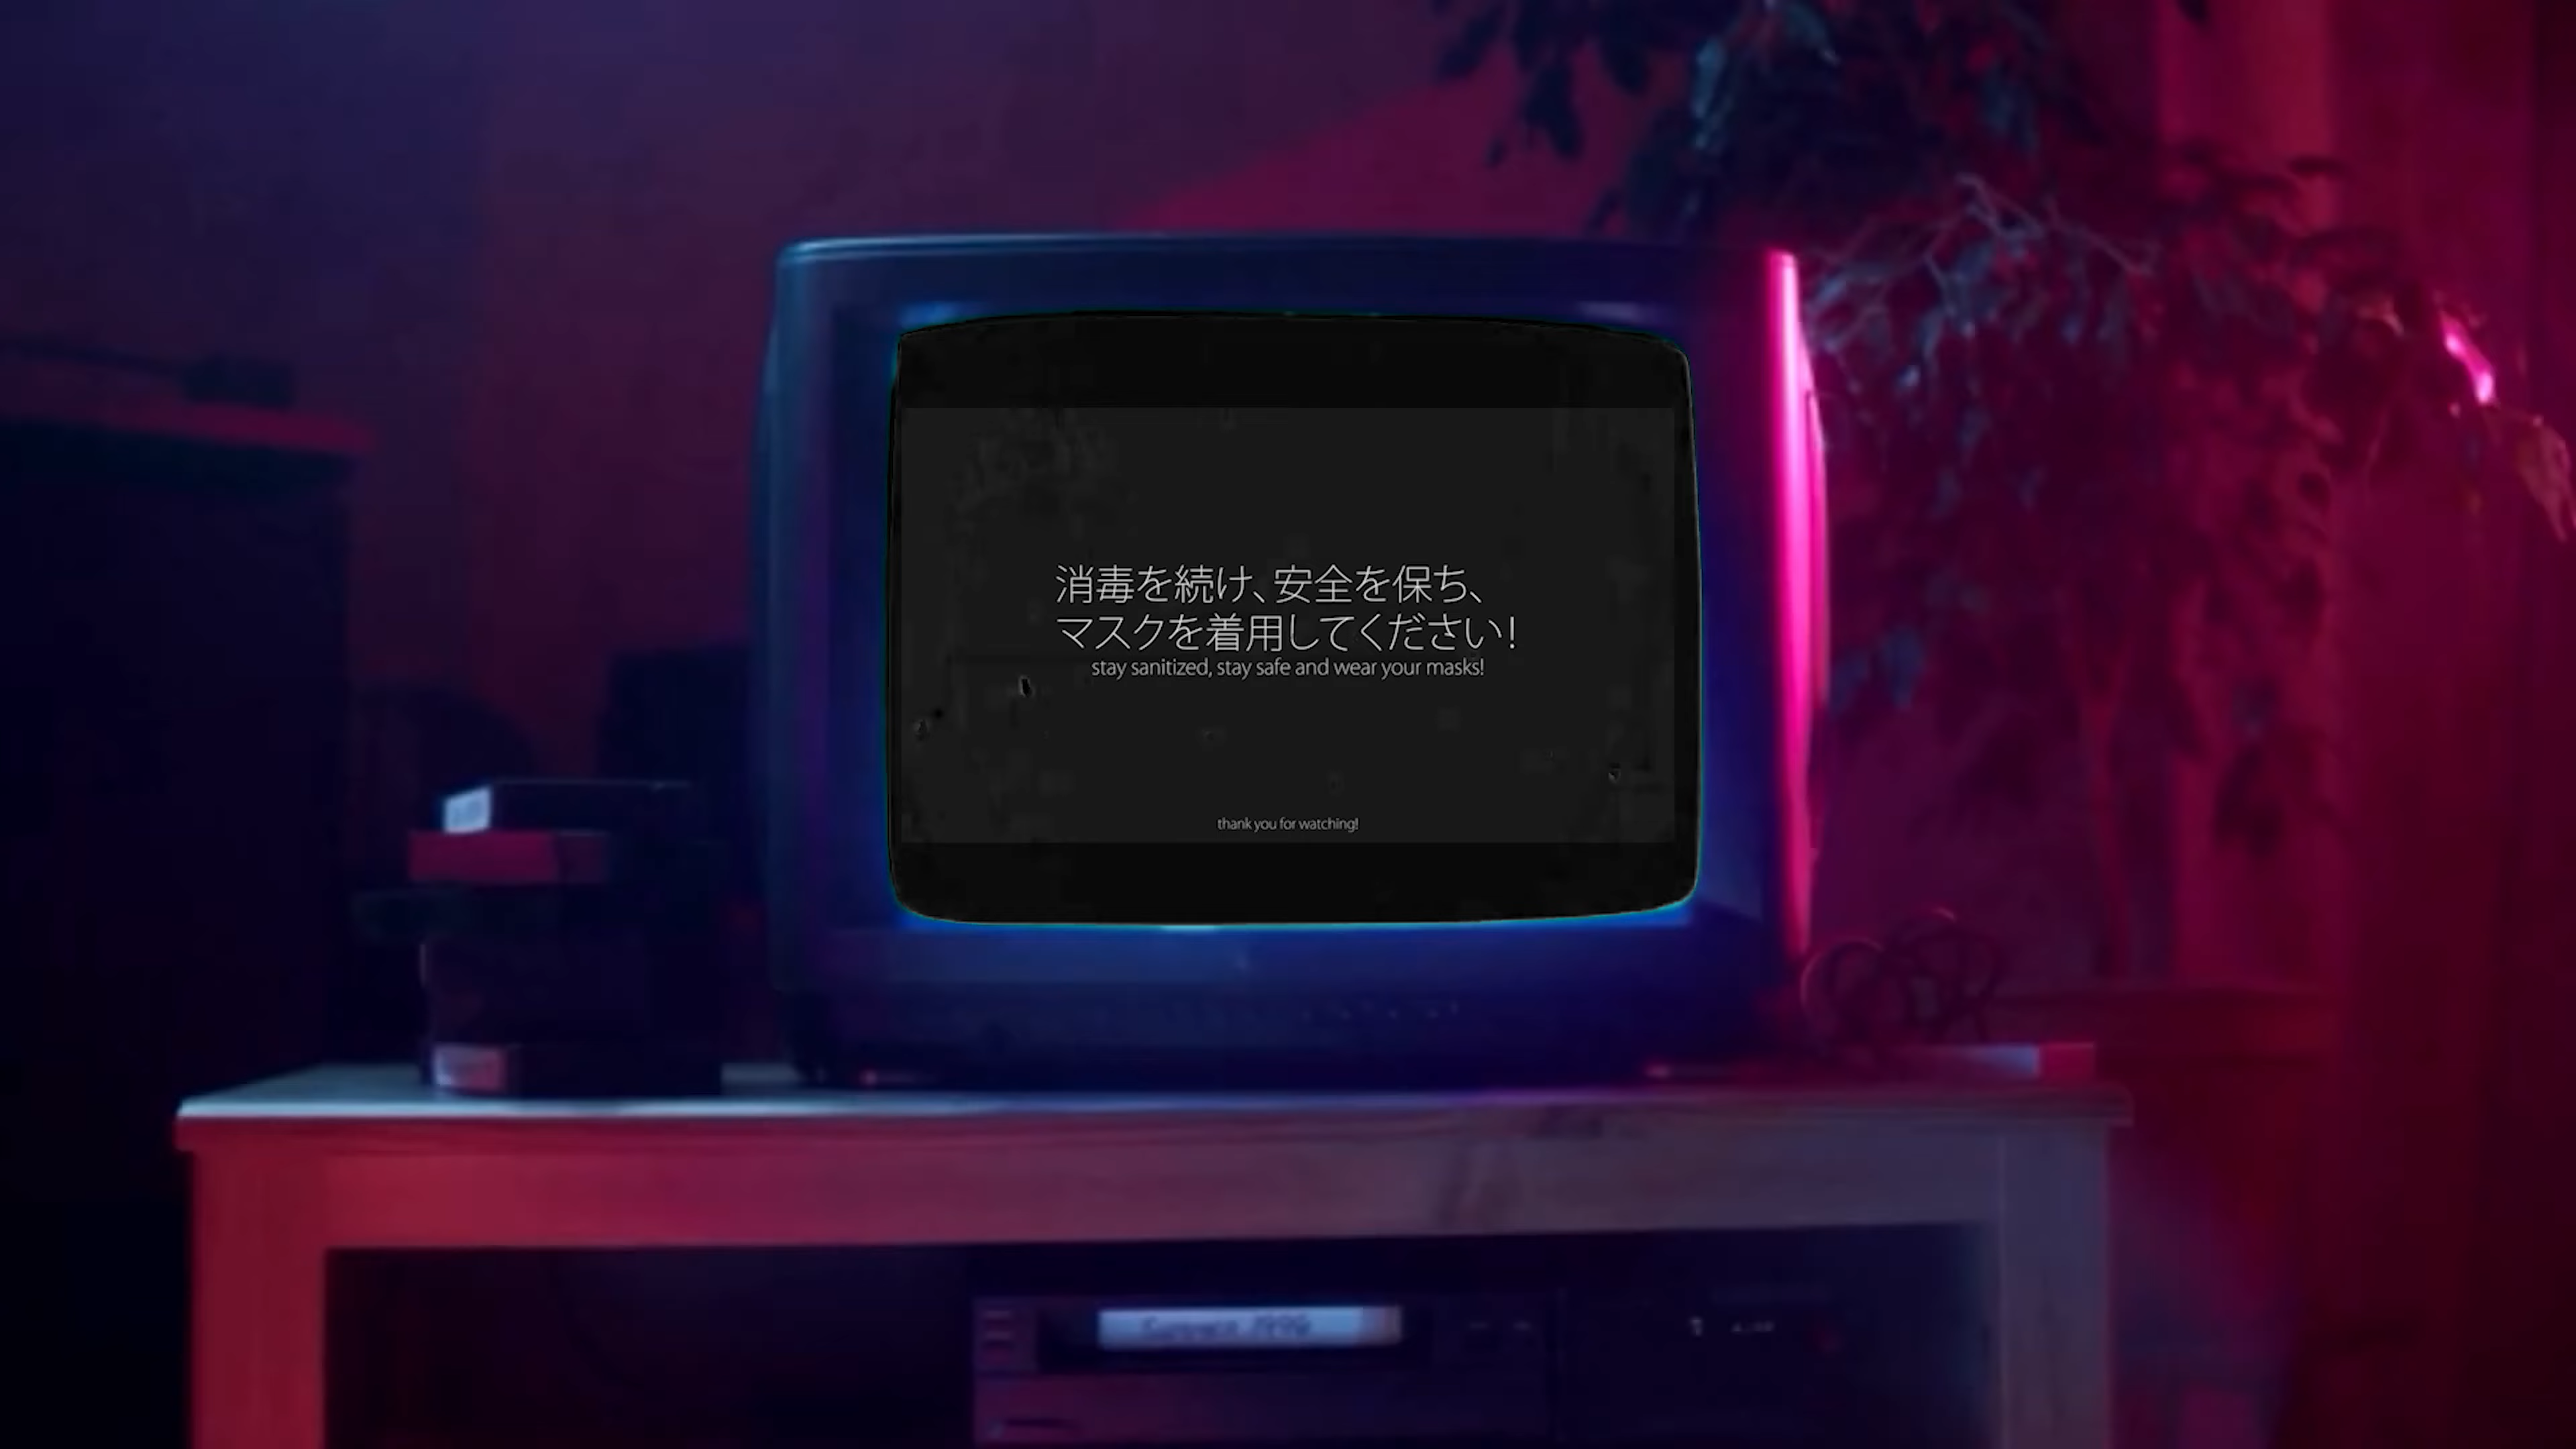 消毒を続け、安全を保ち、
マスクを着用してください!
stay sanitized, stay safe and wear your masks!
thank you for watching!